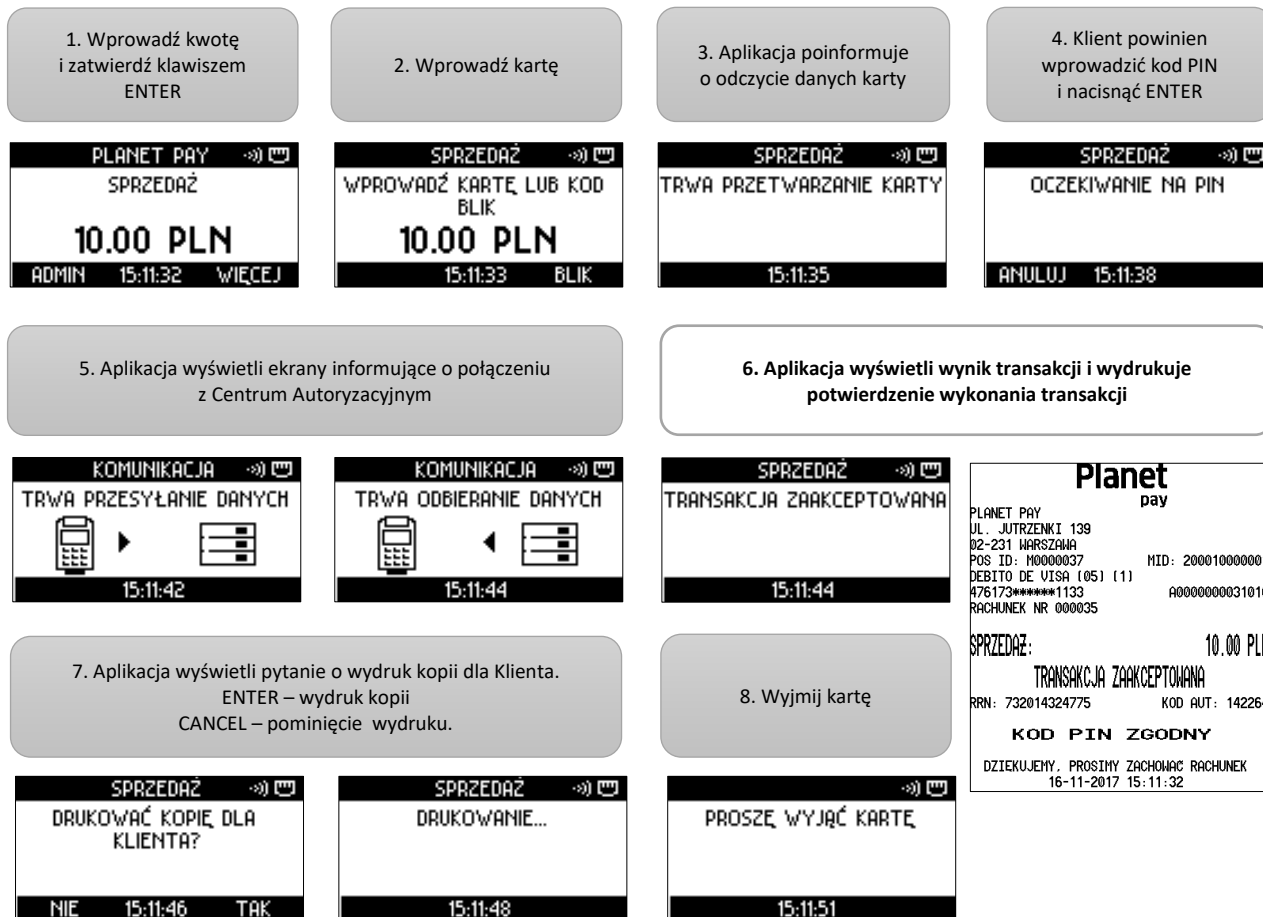 1. Wprowadź kwotę
i zatwierdź klawiszem
ENTER
2. Wprowadź kartę
3. Aplikacja poinformuje
o odczycie danych karty
4. Klient powinien
wprowadzić kod PIN
i nacisnąć ENTER
PLANET PAY
SPRZEDAŻ
10.00 PLN
ADMIN 15:11:32 WIĘCEJ
SPRZEDAŻ
WPROWADŹ KARTĘ LUB KOD
BLIK
10.00 PLN
15:11:33 BLIK
SPRZEDAŻ
TRWA PRZETWARZANIE KARTY
15:11:35
SPRZEDAŻ
OCZEKIWANIE NA PIN
ANULUJ 15:11:38
5. Aplikacja wyświetli ekrany informujące o połączeniu
z Centrum Autoryzacyjnym
6. Aplikacja wyświetli wynik transakcji i wydrukuje
potwierdzenie wykonania transakcji
KOMUNIKACJA
TRWA PRZESYŁANIE DANYCH
15:11:42
KOMUNIKACJA
TRWA ODBIERANIE DANYCH
15:11:44
SPRZEDAŻ
TRANSAKCJA ZAAKCEPTOWANA
15:11:44
Planet
pay
PLANET PAY
UL. JUTRZENKI 139
02-231 WARSZAWA
POS ID: M0000037 MID: 20001000000
DEBITO DE VISA (05) (1)
476173******1133 A000000003101
RACHUNEK NR 000035
SPRZEDAŻ: 10.00 PL
TRANSAKCJA ZAAKCEPTOWANA
RRN: 732014324775 KOD AUT: 14226
KOD PIN ZGODNY
DZIEKUJEMY, PROSIMY ZACHOWAC RACHUNEK
16-11-2017 15:11:32
7. Aplikacja wyświetli pytanie o wydruk kopii dla Klienta.
ENTER – wydruk kopii
CANCEL – pominięcie wydruku.
8. Wyjmij kartę
SPRZEDAŻ
DRUKOWAĆ KOPIĘ DLA
KLIENTA?
NIE 15:11:46 TAK
SPRZEDAŻ
DRUKOWANIE...
15:11:48
PROSZĘ WYJĄĆ KARTĘ
15:11:51